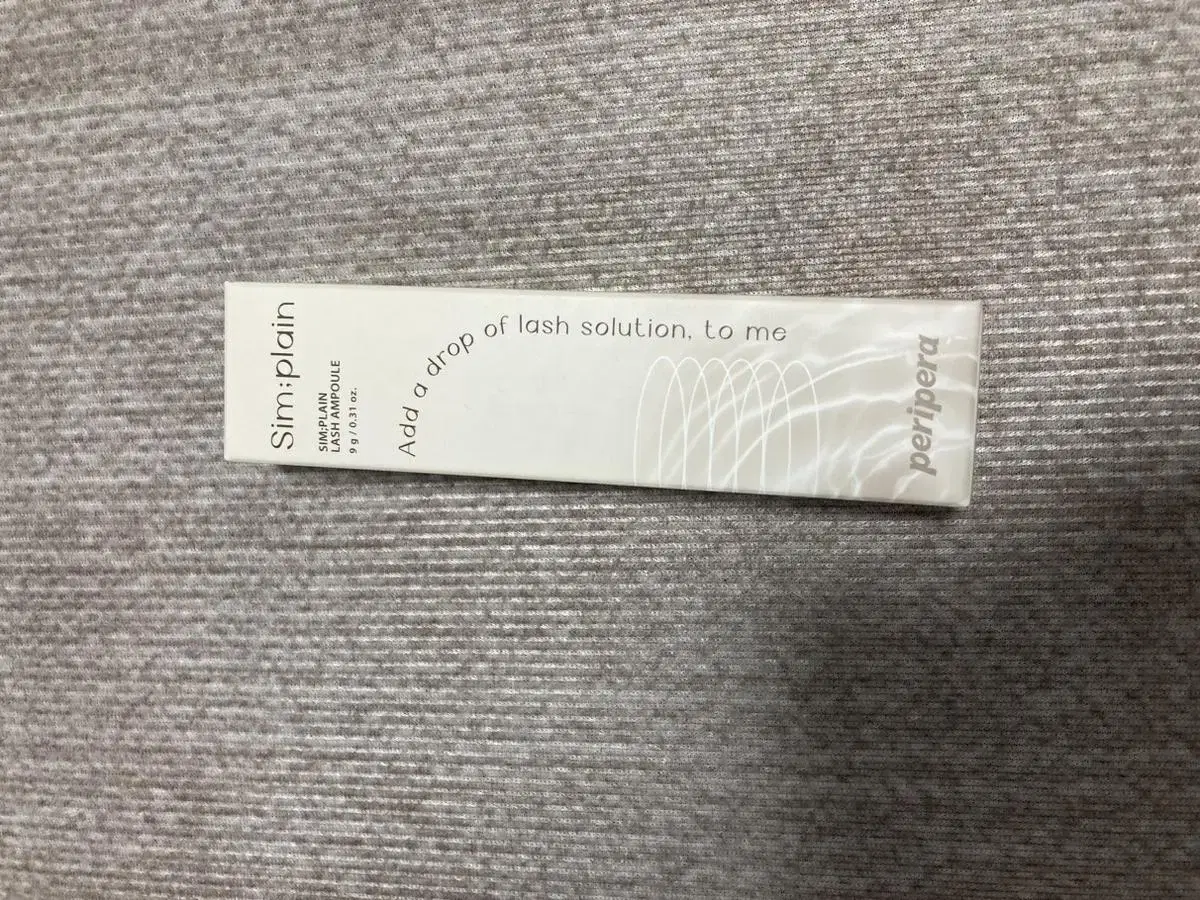 Sim;plain
SIM;PLAIN
LASH AMPOULE
9 g / 0.31 oz.
Add a drop of lash solution, to me
peripera